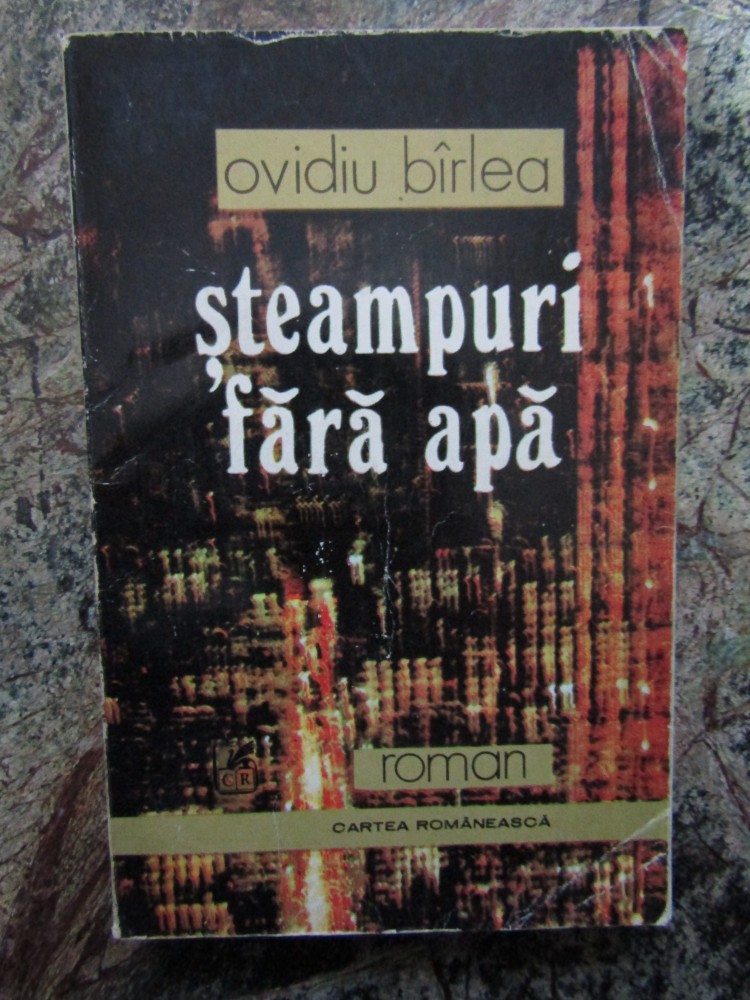 ovidiu bîrlea
șteampuri
fără apă
roman
CR
CARTEA ROMÂNEASCĂ